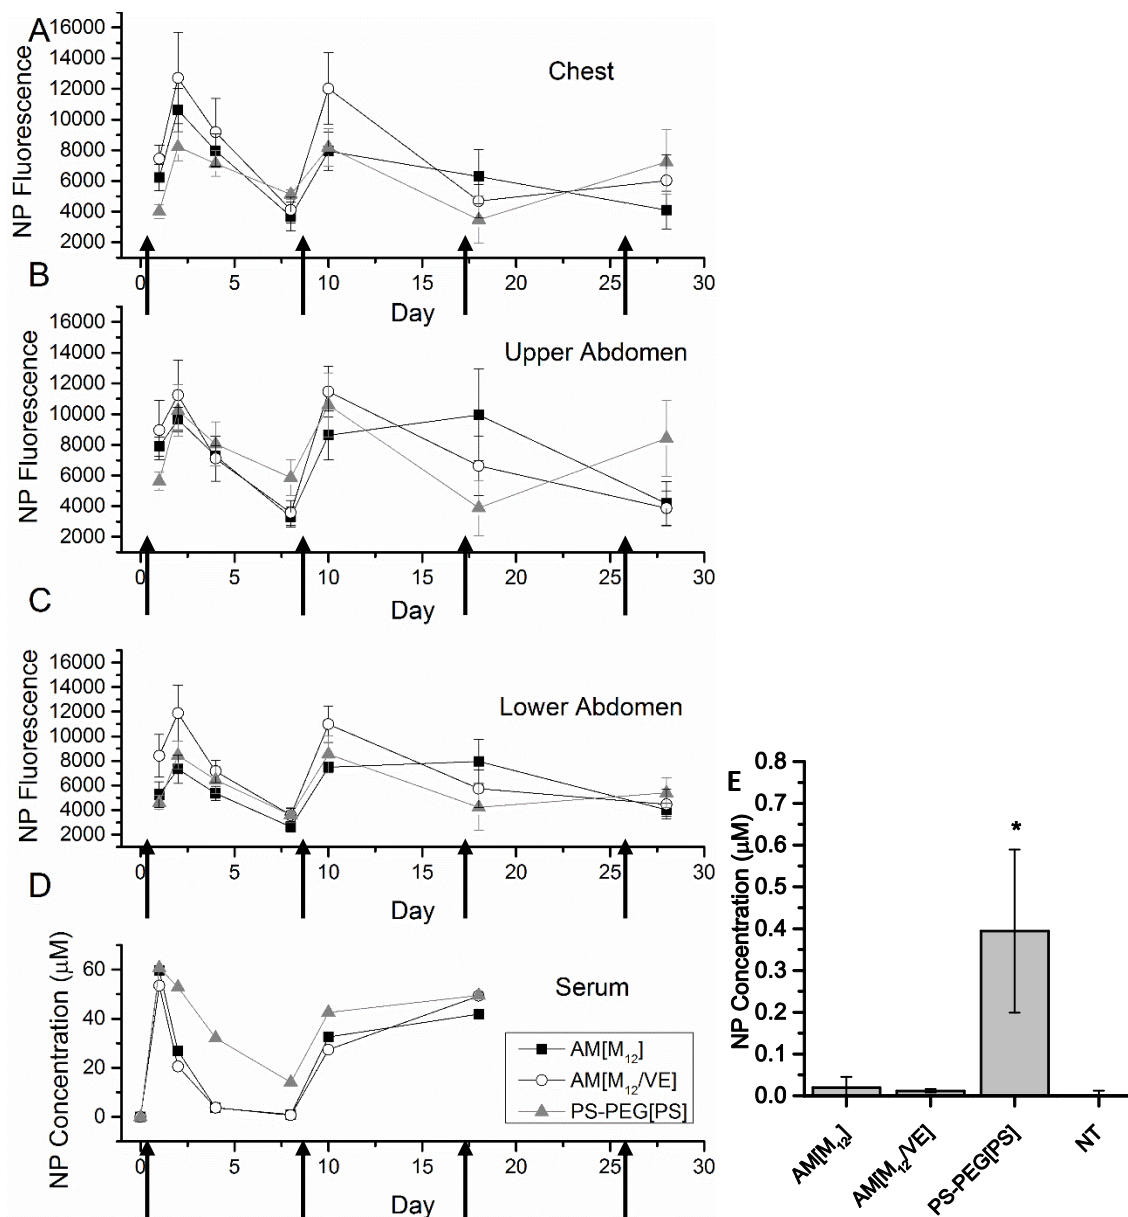 A
16000
14000
12000
10000
8000
6000
4000
2000
NP Fluorescence
Chest
0 5 10 15 20 25 30
Day
B
16000
14000
12000
10000
8000
6000
4000
2000
NP Fluorescence
Upper Abdomen
0 5 10 15 20 25 30
Day
C
16000
14000
12000
10000
8000
6000
4000
2000
NP Fluorescence
Lower Abdomen
0 5 10 15 20 25 30
Day
D
60
40
20
0
NP Concentration (µM)
Serum
AM[M₁₂]
AM[M₁₂/VE]
PS-PEG[PS]
0 5 10 15 20 25 30
Day
E
0.8
0.7
0.6
0.5
0.4
0.3
0.2
0.1
0.0
NP Concentration (µM)
*
AM[M₁₂]
AM[M₁₂/VE]
PS-PEG[PS]
NT